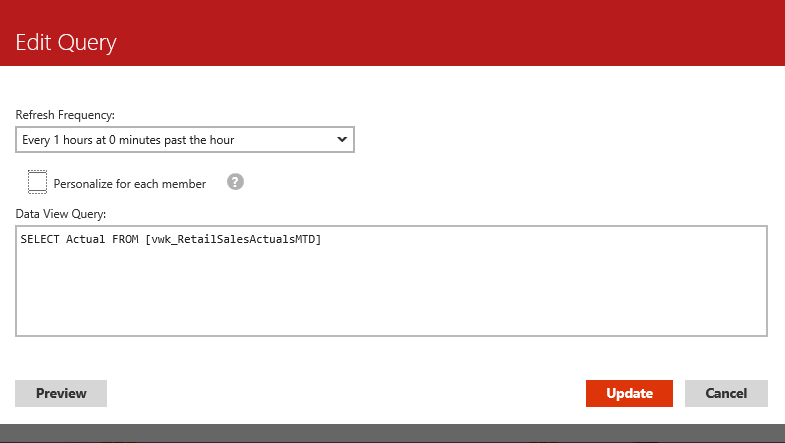 Edit Query
Refresh Frequency:
Every 1 hours at 0 minutes past the hour
Personalize for each member ?
Data View Query:
SELECT Actual FROM [vwk_RetailSalesActualsMTD]
Preview Update Cancel